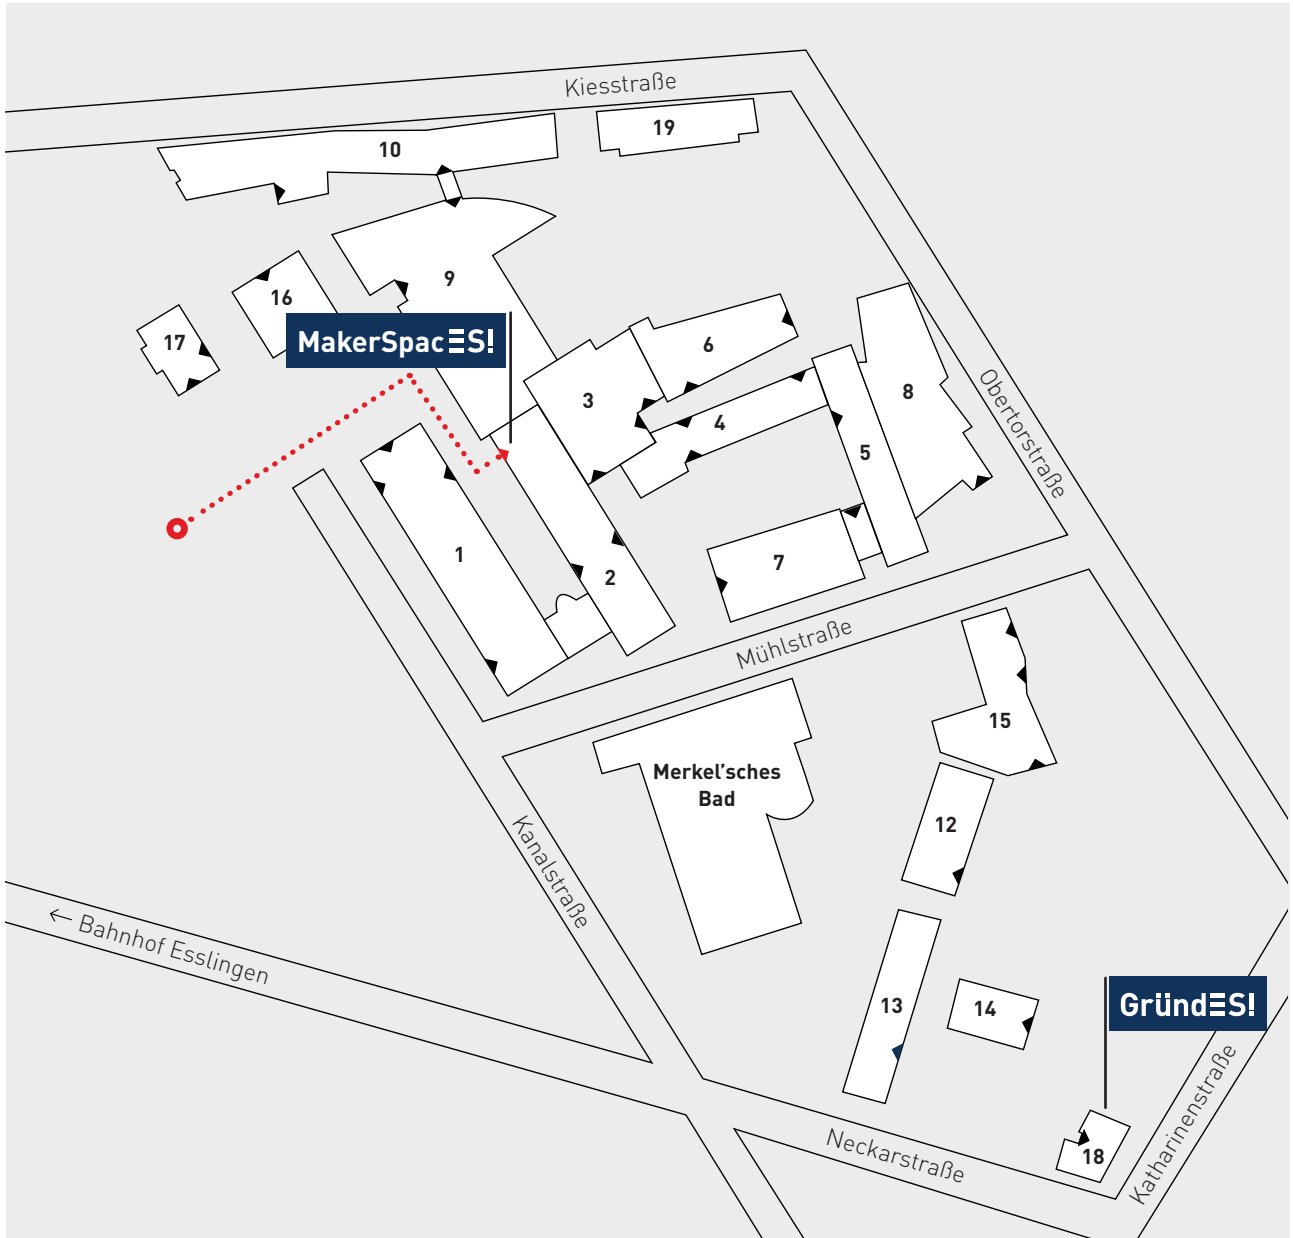 Kiesstraße
19
10
9
16
MakerSpacES!
17
6
3
8
4
5
Obertorstraße
1
2
7
Mühlstraße
15
Merkel'sches
Bad
12
Kanalstraße
← Bahnhof Esslingen
13
14
GründES!
Katharinenstraße
Neckarstraße
18